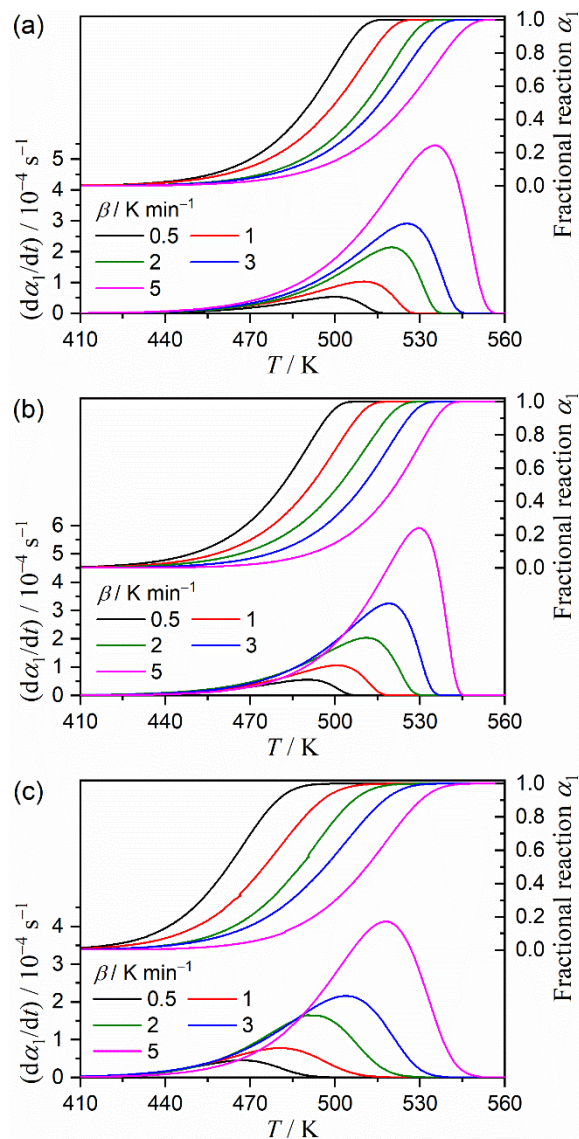 (a)
1.0
0.8
0.6
0.4
0.2
0.0
Fractional reaction α₁
5
4
3
2
1
0
(dα₁/dt) / 10⁻⁴ s⁻¹
β / K min⁻¹
0.5 1
2 3
5
410 440 470 500 530 560
T / K
(b)
1.0
0.8
0.6
0.4
0.2
0.0
Fractional reaction α₁
6
5
4
3
2
1
0
(dα₁/dt) / 10⁻⁴ s⁻¹
β / K min⁻¹
0.5 1
2 3
5
410 440 470 500 530 560
T / K
(c)
1.0
0.8
0.6
0.4
0.2
0.0
Fractional reaction α₁
4
3
2
1
0
(dα₁/dt) / 10⁻⁴ s⁻¹
β / K min⁻¹
0.5 1
2 3
5
410 440 470 500 530 560
T / K